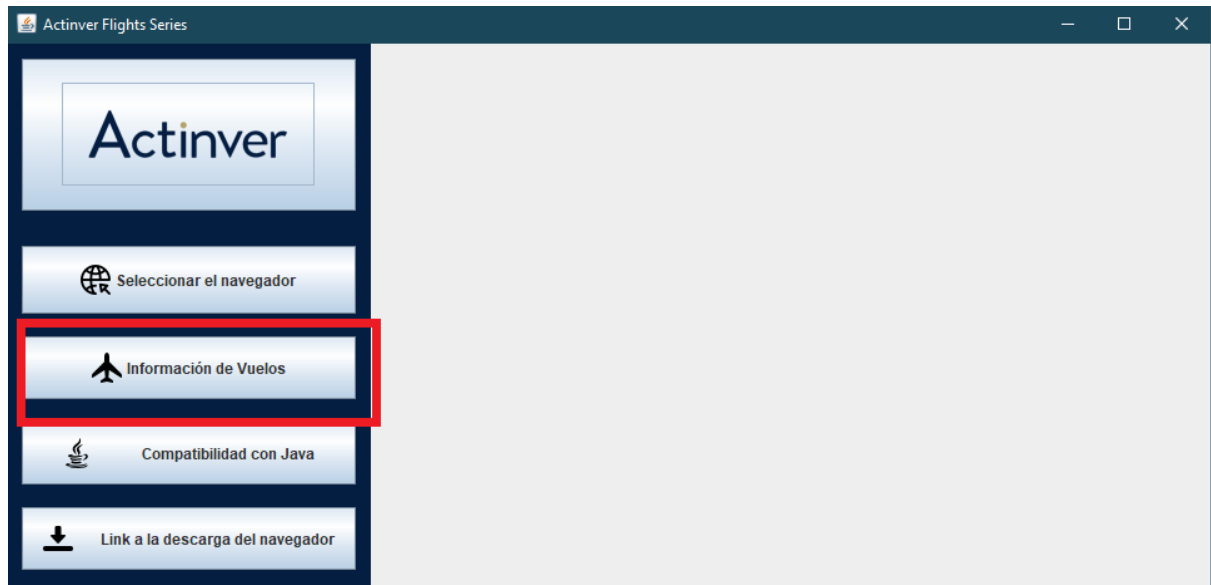 Actinver Flights Series
Actinver
Seleccionar el navegador
Información de Vuelos
Compatibilidad con Java
Link a la descarga del navegador